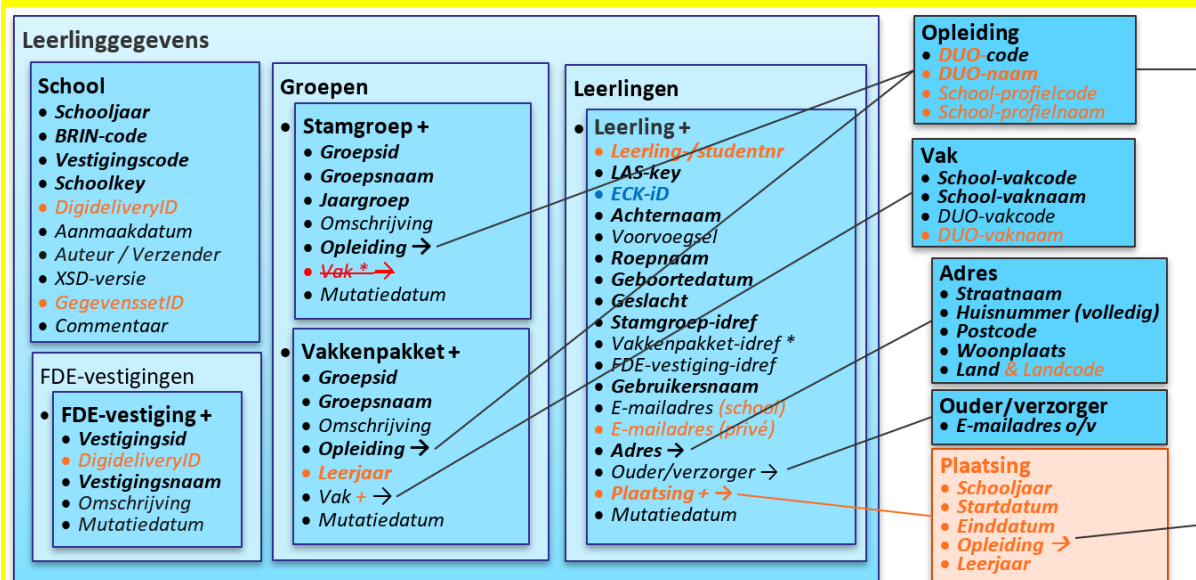 Leerlinggegevens
School
• Schooljaar
• BRIN-code
• Vestigingscode
• Schoolkey
• DigideliveryID
• Aanmaakdatum
• Auteur / Verzender
• XSD-versie
• GegevenssetID
• Commentaar
FDE-vestigingen
• FDE-vestiging +
• Vestigingsid
• DigideliveryID
• Vestigingsnaam
• Omschrijving
• Mutatiedatum
Groepen
• Stamgroep +
• Groepsid
• Groepsnaam
• Jaargroep
• Omschrijving
• Opleiding →
• Vak * →
• Mutatiedatum
• Vakkenpakket +
• Groepsid
• Groepsnaam
• Omschrijving
• Opleiding →
• Leerjaar
• Vak + →
• Mutatiedatum
Leerlingen
• Leerling +
• Leerling-/studentnr
• LAS-key
• ECK-iD
• Achternaam
• Voorvoegsel
• Roepnaam
• Geboortedatum
• Geslacht
• Stamgroep-idref
• Vakkenpakket-idref *
• FDE-vestiging-idref
• Gebruikersnaam
• E-mailadres (school)
• E-mailadres (privé)
• Adres →
• Ouder/verzorger →
• Plaatsing + →
• Mutatiedatum
Opleiding
• DUO-code
• DUO-naam
• School-profielcode
• School-profielnaam
Vak
• School-vakcode
• School-vaknaam
• DUO-vakcode
• DUO-vaknaam
Adres
• Straatnaam
• Huisnummer (volledig)
• Postcode
• Woonplaats
• Land & Landcode
Ouder/verzorger
• E-mailadres o/v
Plaatsing
• Schooljaar
• Startdatum
• Einddatum
• Opleiding →
• Leerjaar